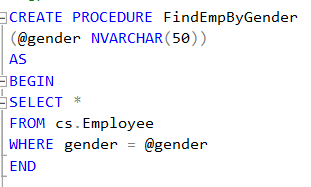 CREATE PROCEDURE FindEmpByGender
(@gender NVARCHAR(50))
AS
BEGIN
SELECT *
FROM cs.Employee
WHERE gender = @gender
END